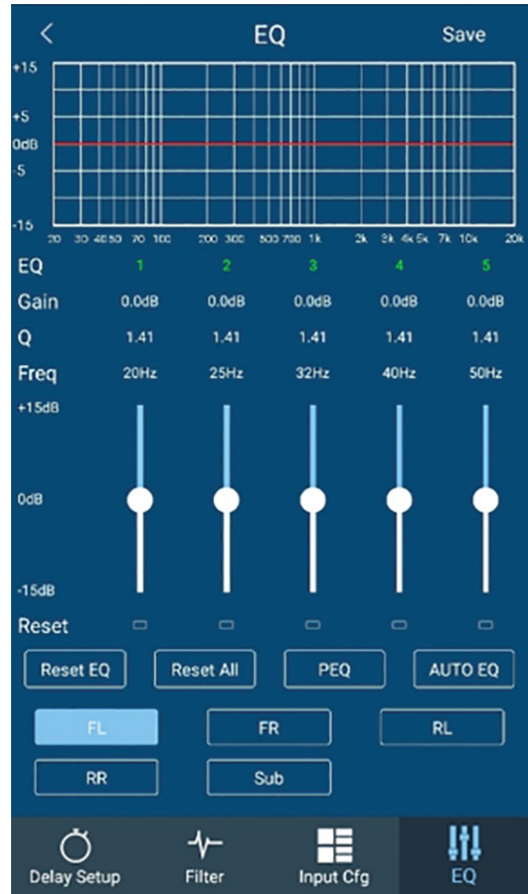 EQ Save
+15
+5
0dB
-5
-15
20 30 40 50 70 100 200 300 500 700 1k 2k 3k 4k 5k 7k 10k 20k
EQ 1 2 3 4 5
Gain 0.0dB 0.0dB 0.0dB 0.0dB 0.0dB
Q 1.41 1.41 1.41 1.41 1.41
Freq 20Hz 25Hz 32Hz 40Hz 50Hz
+15dB
0dB
-15dB
Reset
Reset EQ Reset All PEQ AUTO EQ
FL FR RL
RR Sub
Delay Setup Filter Input Cfg EQ